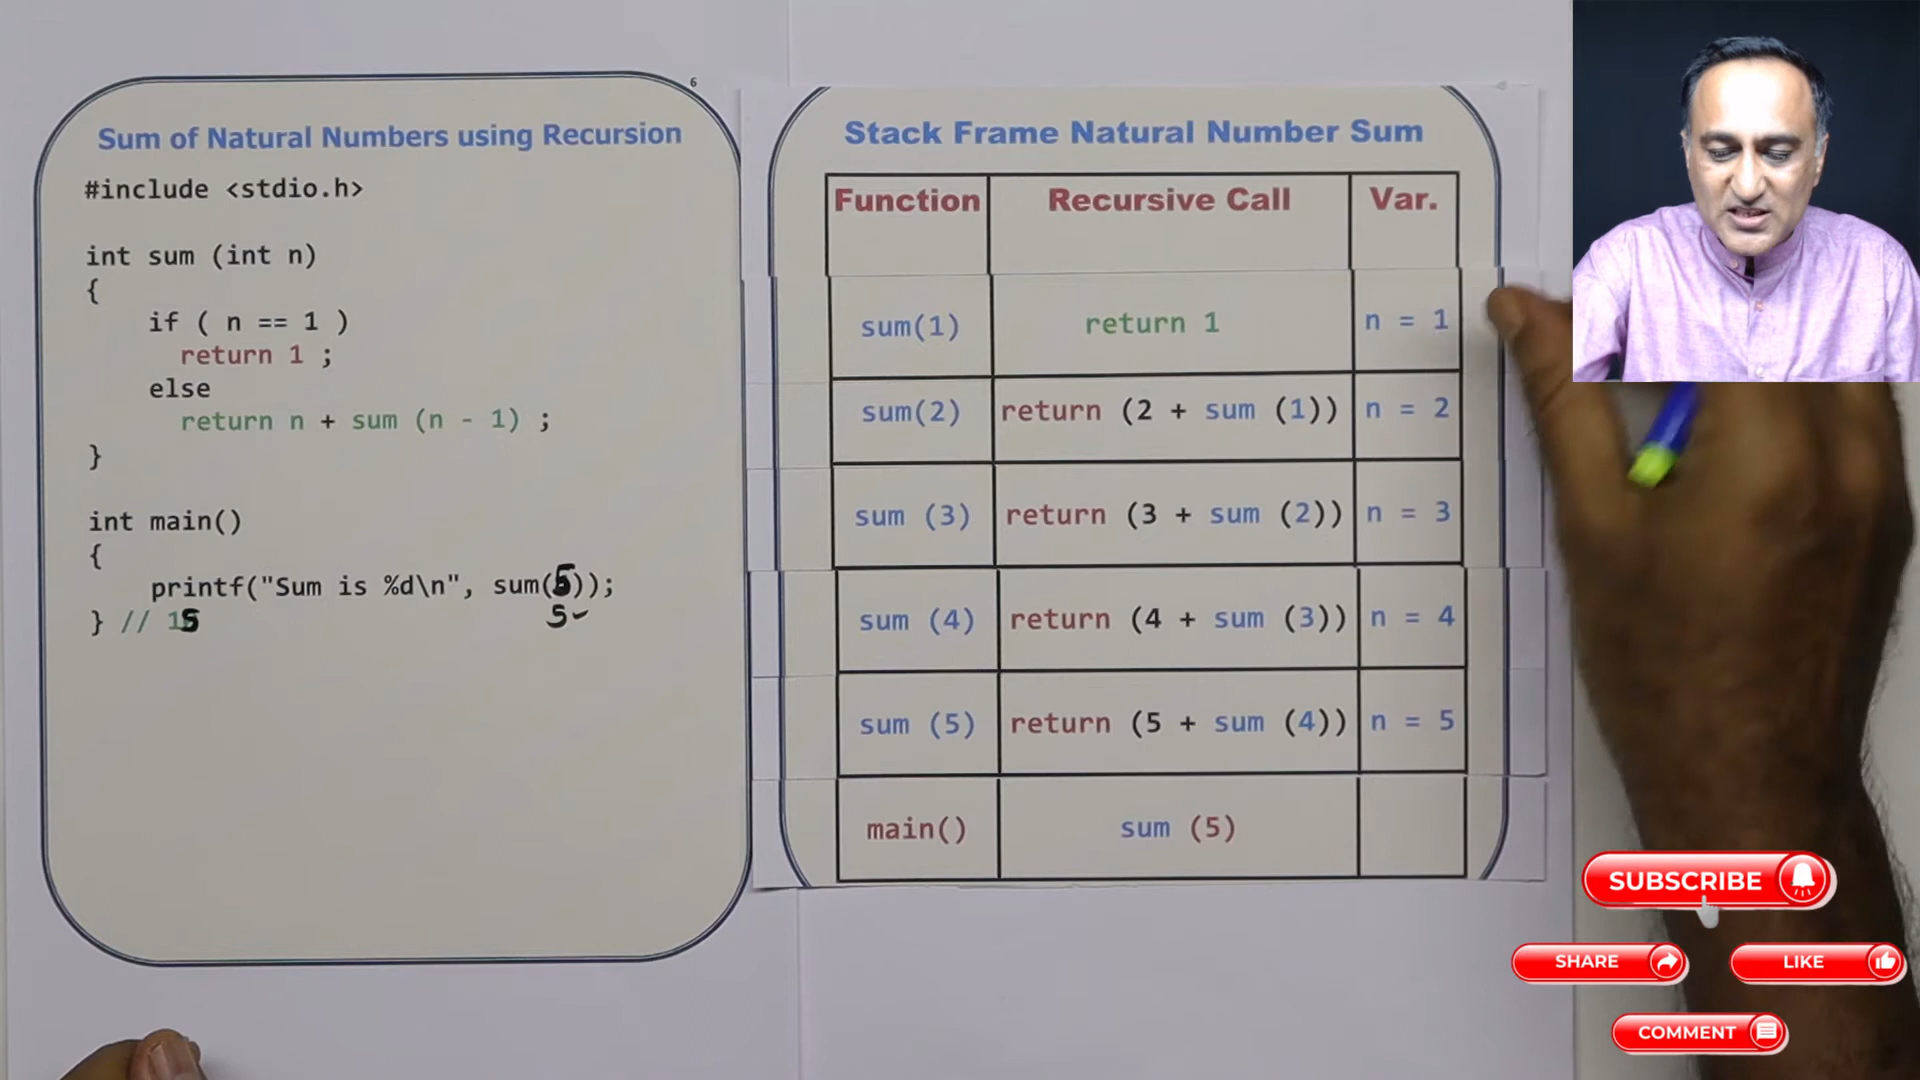 6
Sum of Natural Numbers using Recursion
#include <stdio.h>
int sum (int n)
{
if ( n == 1 )
return 1 ;
else
return n + sum (n - 1) ;
}
int main()
{
printf("Sum is %d\n", sum(5));
5
} // 15
Stack Frame Natural Number Sum
Function Recursive Call Var.
sum(1) return 1 n = 1
sum(2) return (2 + sum (1)) n = 2
sum (3) return (3 + sum (2)) n = 3
sum (4) return (4 + sum (3)) n = 4
sum (5) return (5 + sum (4)) n = 5
main() sum (5)
SUBSCRIBE
SHARE
LIKE
COMMENT